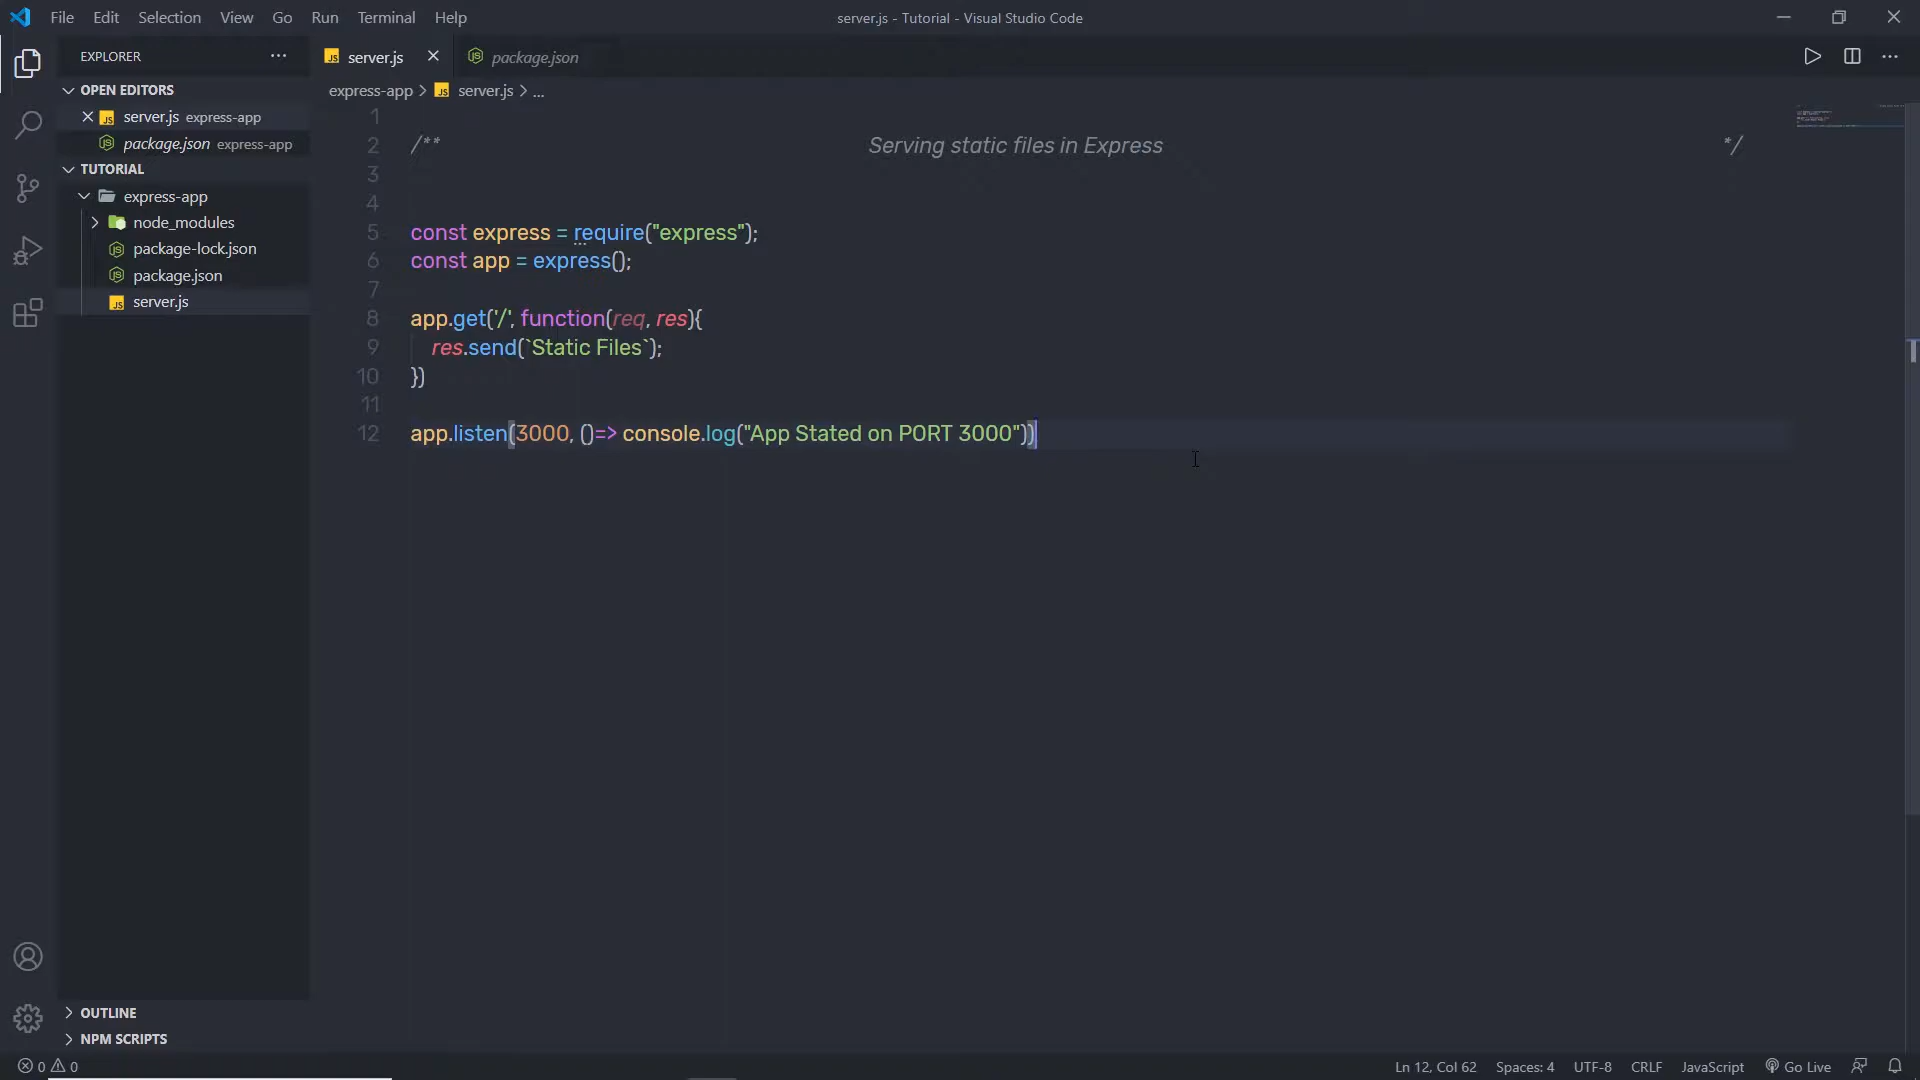 File Edit Selection View Go Run Terminal Help
server.js - Tutorial - Visual Studio Code
EXPLORER
server.js
package.json
OPEN EDITORS
server.js express-app
package.json express-app
TUTORIAL
express-app
node_modules
package-lock.json
package.json
server.js
OUTLINE
NPM SCRIPTS
express-app > server.js > ...
1
2 /** Serving static files in Express */
3
4
5 const express = require("express");
6 const app = express();
7
8 app.get('/', function(req, res){
9 res.send(`Static Files`);
10 })
11
12 app.listen(3000, ()=> console.log("App Stated on PORT 3000"))
0 0
Ln 12, Col 62 Spaces: 4 UTF-8 CRLF JavaScript Go Live